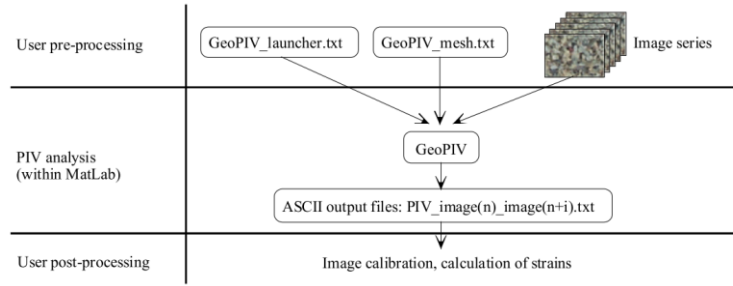 User pre-processing
GeoPIV_launcher.txt
GeoPIV_mesh.txt
Image series
PIV analysis
(within MatLab)
GeoPIV
ASCII output files: PIV_image(n)_image(n+i).txt
User post-processing
Image calibration, calculation of strains